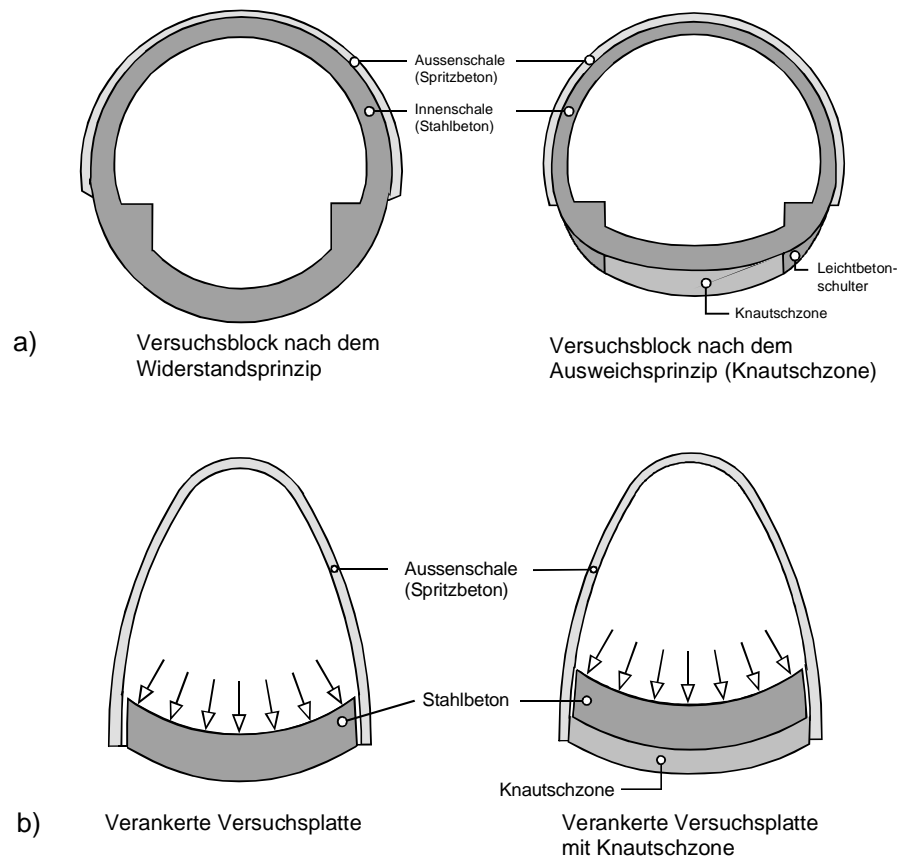 Aussenschale
(Spritzbeton)
Innenschale
(Stahlbeton)
Leichtbeton-
schulter
Knautschzone
a)
Versuchsblock nach dem
Widerstandsprinzip
Versuchsblock nach dem
Ausweichsprinzip (Knautschzone)
Aussenschale
(Spritzbeton)
Stahlbeton
Knautschzone
b)
Verankerte Versuchsplatte
Verankerte Versuchsplatte
mit Knautschzone